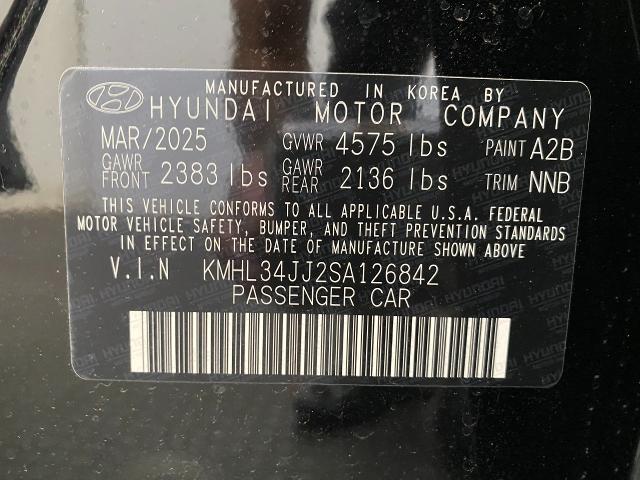 MANUFACTURED IN KOREA BY
HYUNDAI MOTOR COMPANY
MAR/2025 GVWR 4575 lbs PAINT A2B
GAWR FRONT 2383 lbs GAWR REAR 2136 lbs TRIM NNB
THIS VEHICLE CONFORMS TO ALL APPLICABLE U.S.A. FEDERAL
MOTOR VEHICLE SAFETY, BUMPER, AND THEFT PREVENTION STANDARDS
IN EFFECT ON THE DATE OF MANUFACTURE SHOWN ABOVE
V.I.N KMHL34JJ2SA126842
PASSENGER CAR